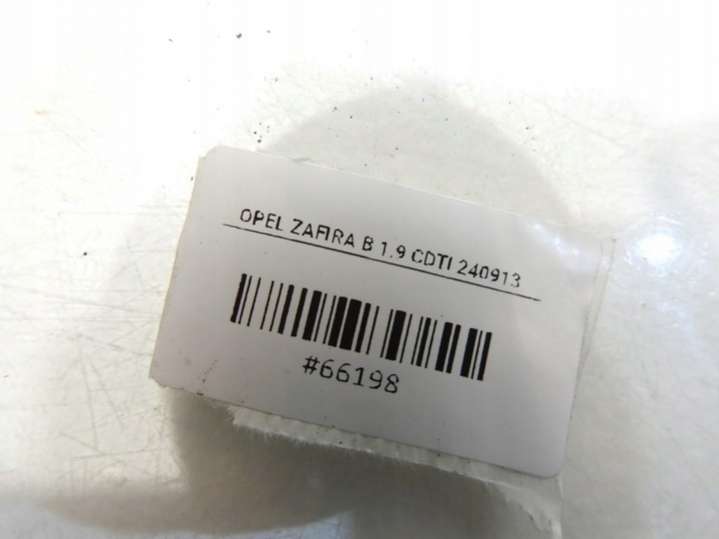 OPEL ZAFIRA B 1.9 CDTI 240913
#66198